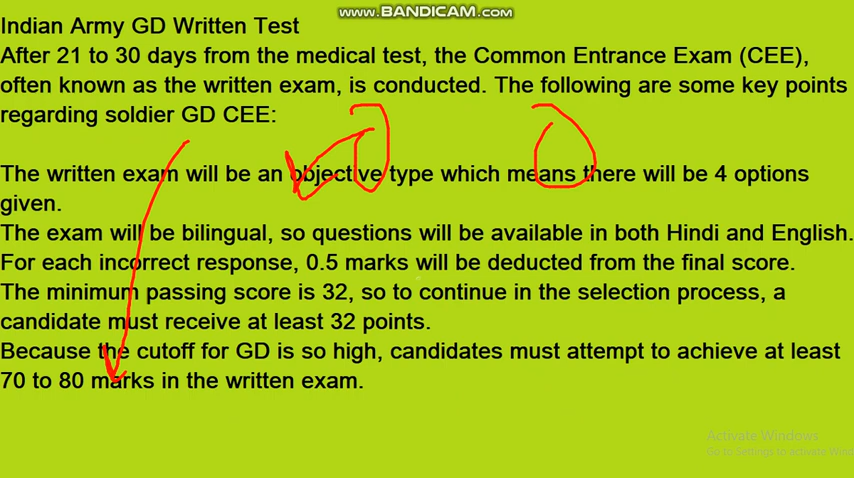 www.BANDICAM.com
Indian Army GD Written Test
After 21 to 30 days from the medical test, the Common Entrance Exam (CEE),
often known as the written exam, is conducted. The following are some key points
regarding soldier GD CEE:
The written exam will be an objective type which means there will be 4 options
given.
The exam will be bilingual, so questions will be available in both Hindi and English.
For each incorrect response, 0.5 marks will be deducted from the final score.
The minimum passing score is 32, so to continue in the selection process, a
candidate must receive at least 32 points.
Because the cutoff for GD is so high, candidates must attempt to achieve at least
70 to 80 marks in the written exam.
Activate Windows
Go to Settings to activate Wind